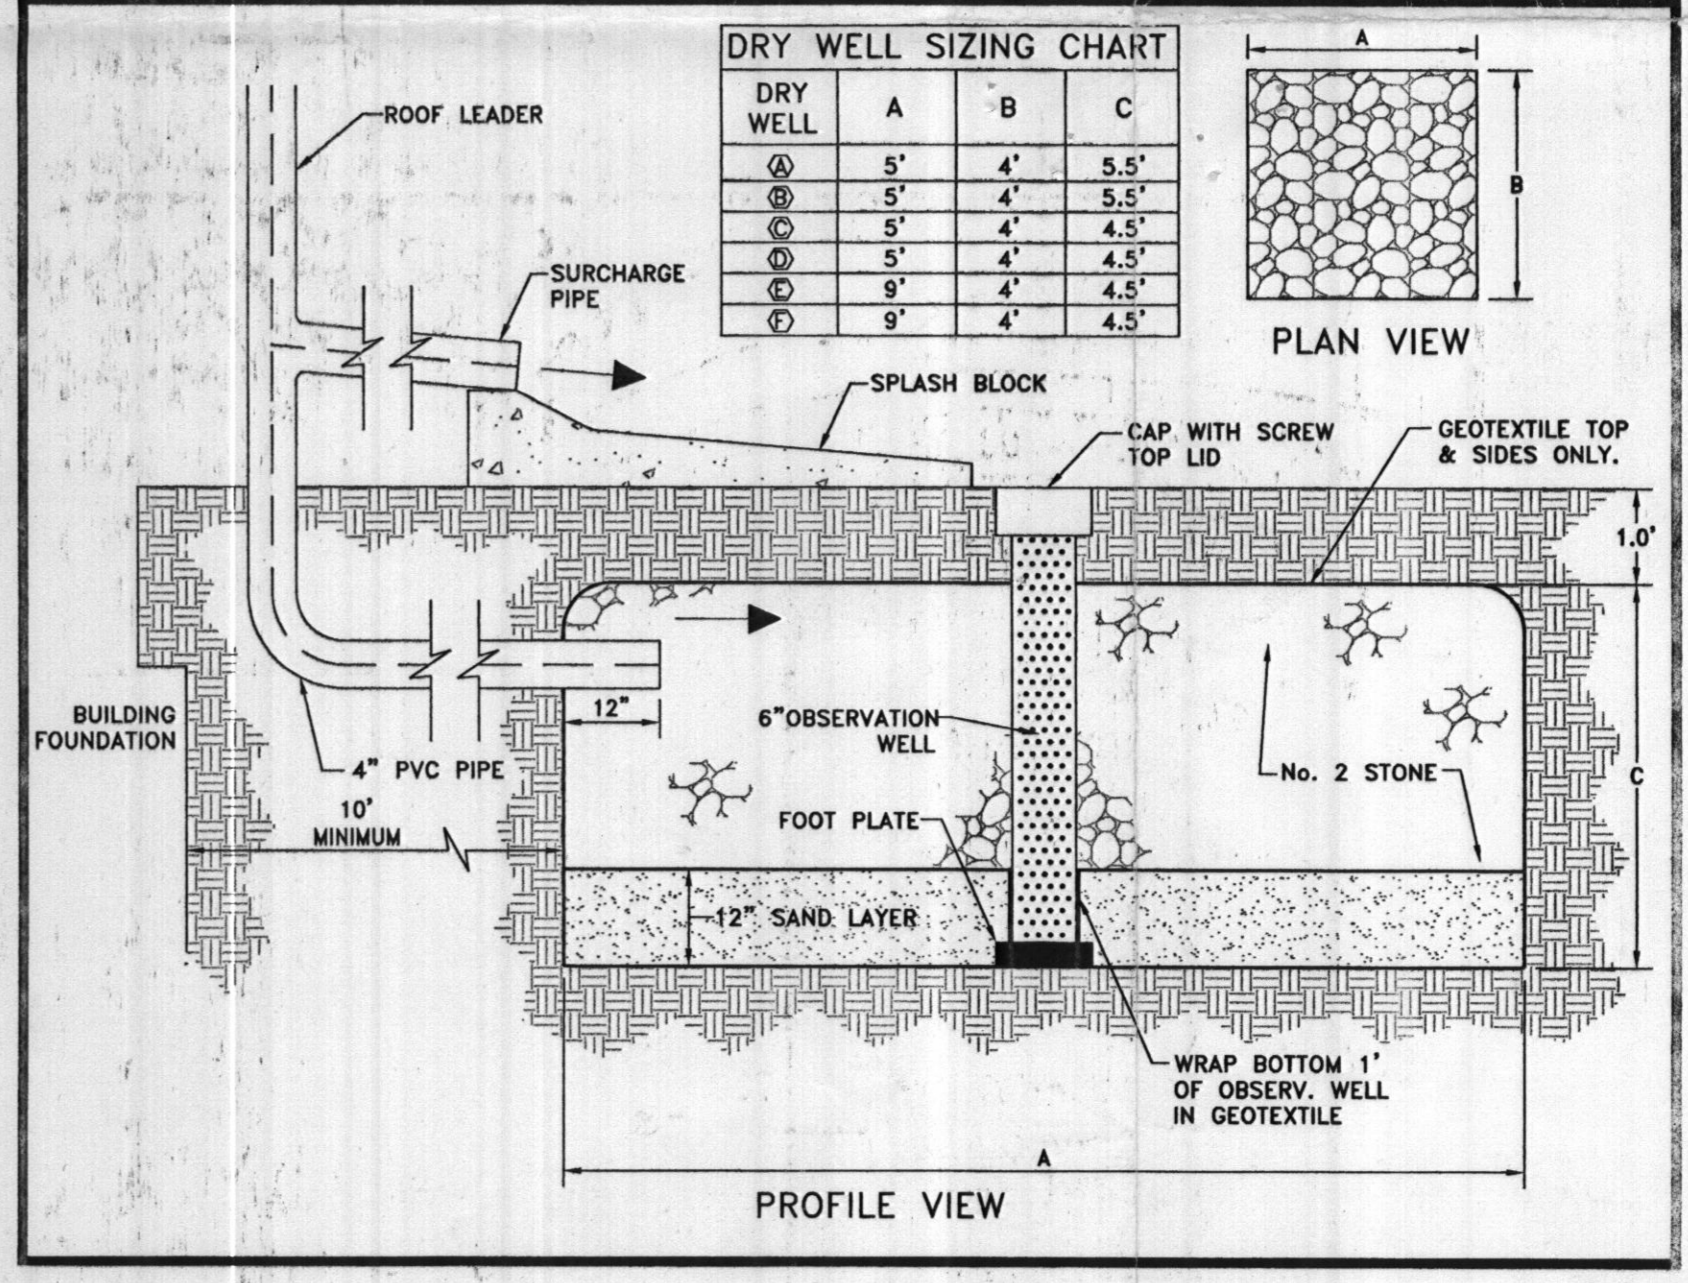 DRY WELL SIZING CHART
DRY WELL A B C
A 5' 4' 5.5'
B 5' 4' 5.5'
C 5' 4' 4.5'
D 5' 4' 4.5'
E 9' 4' 4.5'
F 9' 4' 4.5'
A
B
PLAN VIEW
ROOF LEADER
SURCHARGE
PIPE
SPLASH BLOCK
CAP WITH SCREW
TOP LID
GEOTEXTILE TOP
& SIDES ONLY.
1.0'
BUILDING
FOUNDATION
12"
6"OBSERVATION
WELL
4" PVC PIPE
No. 2 STONE
C
10'
MINIMUM
FOOT PLATE
12" SAND LAYER
WRAP BOTTOM 1'
OF OBSERV. WELL
IN GEOTEXTILE
A
PROFILE VIEW